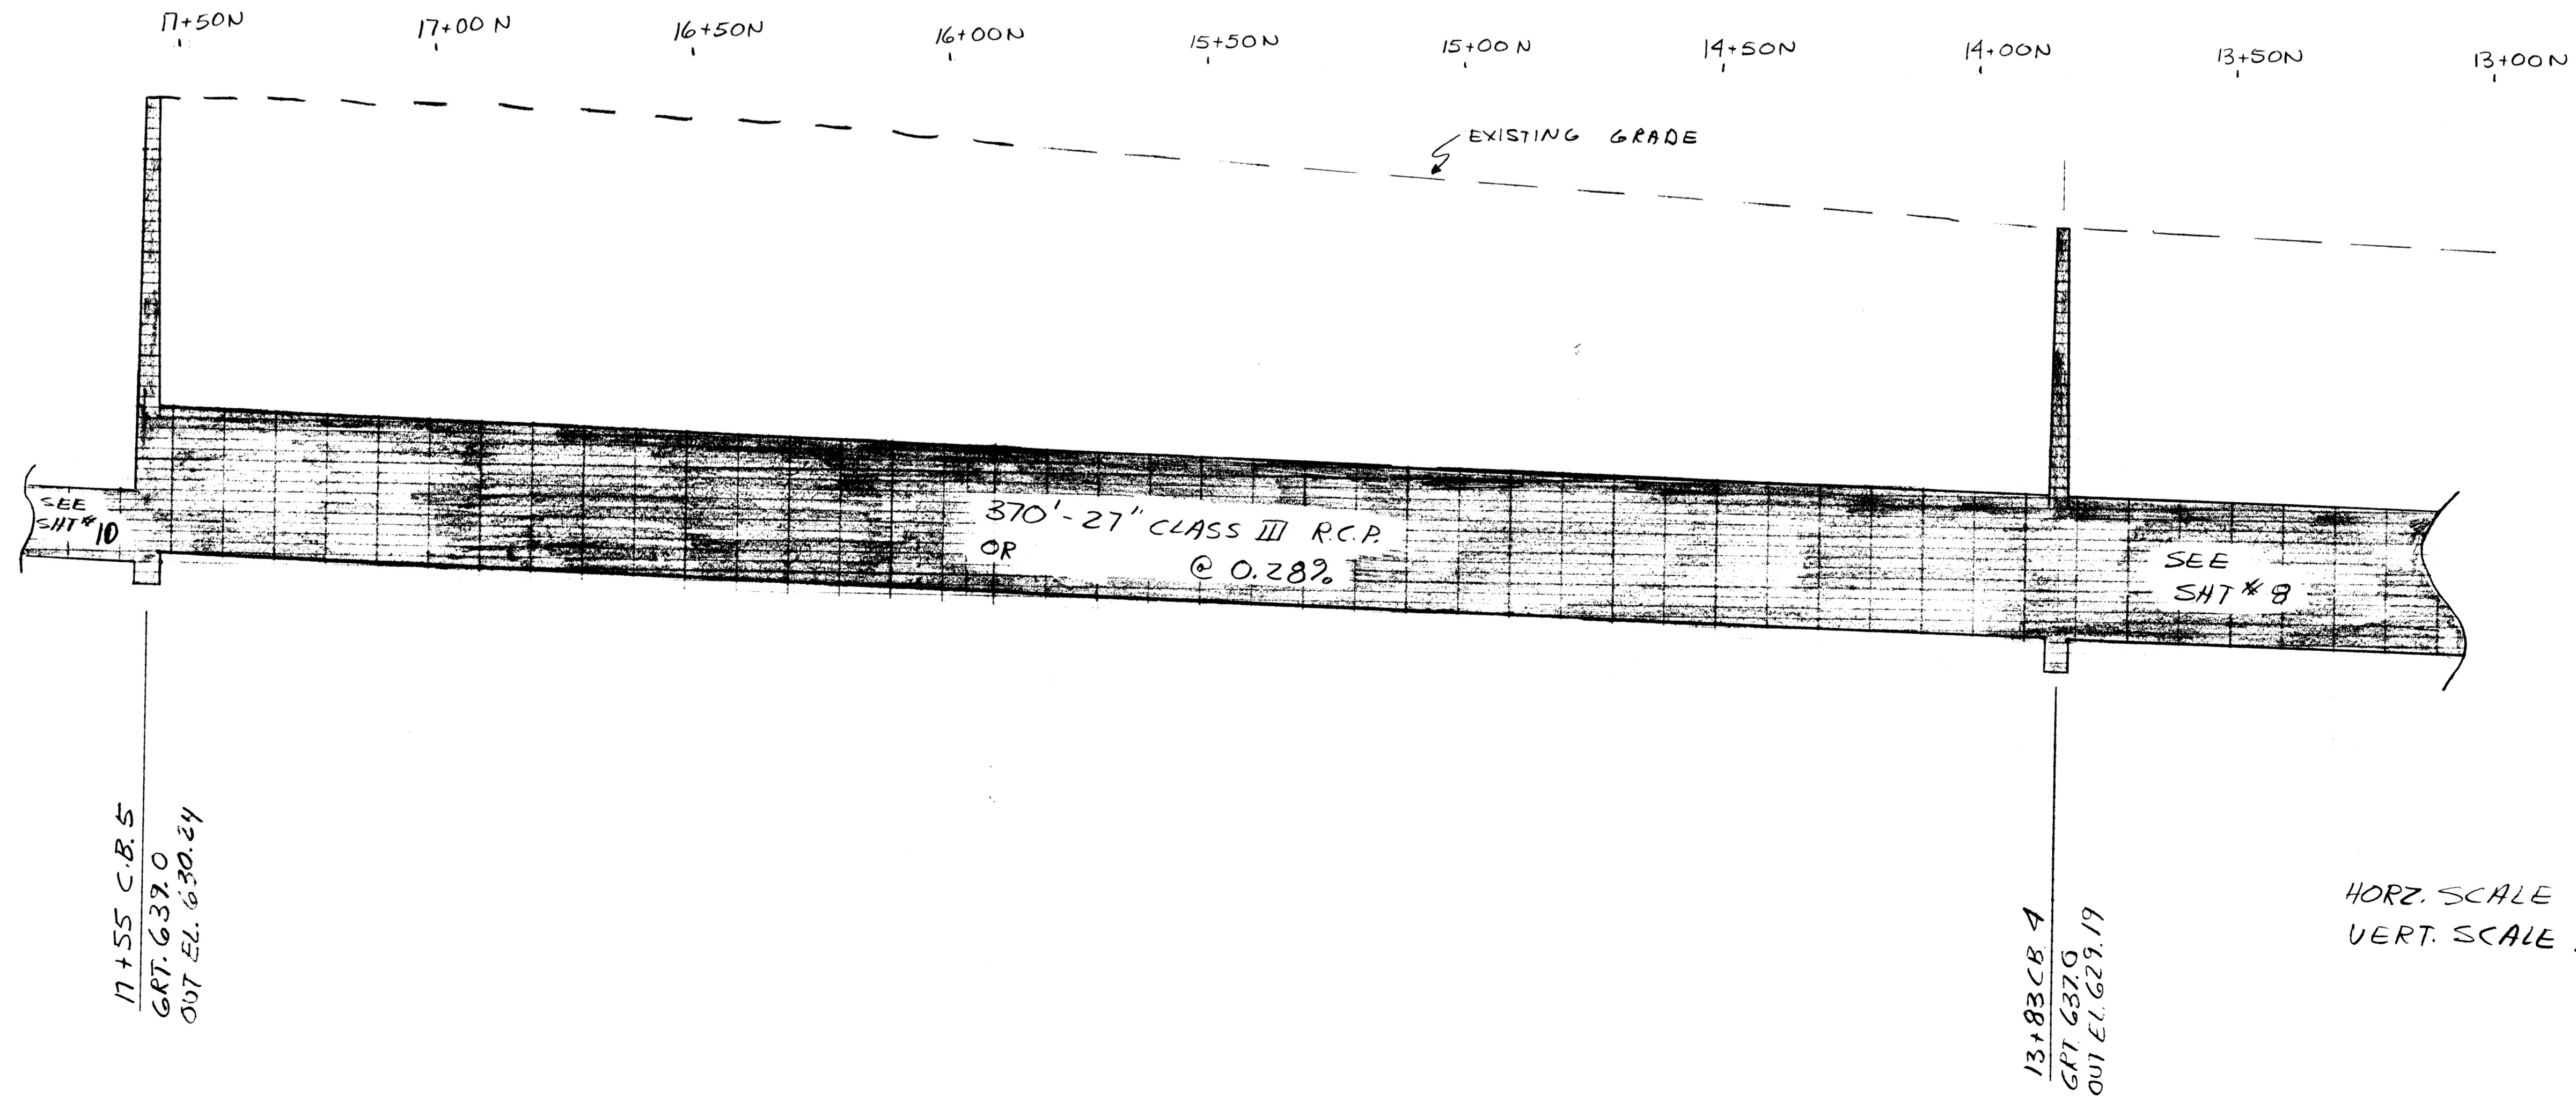 17+50N
17+00 N
16+50N
16+00N
15+50N
15+00 N
14+50N
14+00N
13+50N
13+00N
EXISTING GRADE
SEE
SHT# 10
370'-27" CLASS III R.C.P.
OR
@ 0.28%
SEE
SHT # 8
17+55 C.B. 5
GRT. 639.0
OUT EL. 630.24
13+83 CB 4
GRT. 637.0
OUT EL. 629.19
HORZ. SCALE
VERT. SCALE